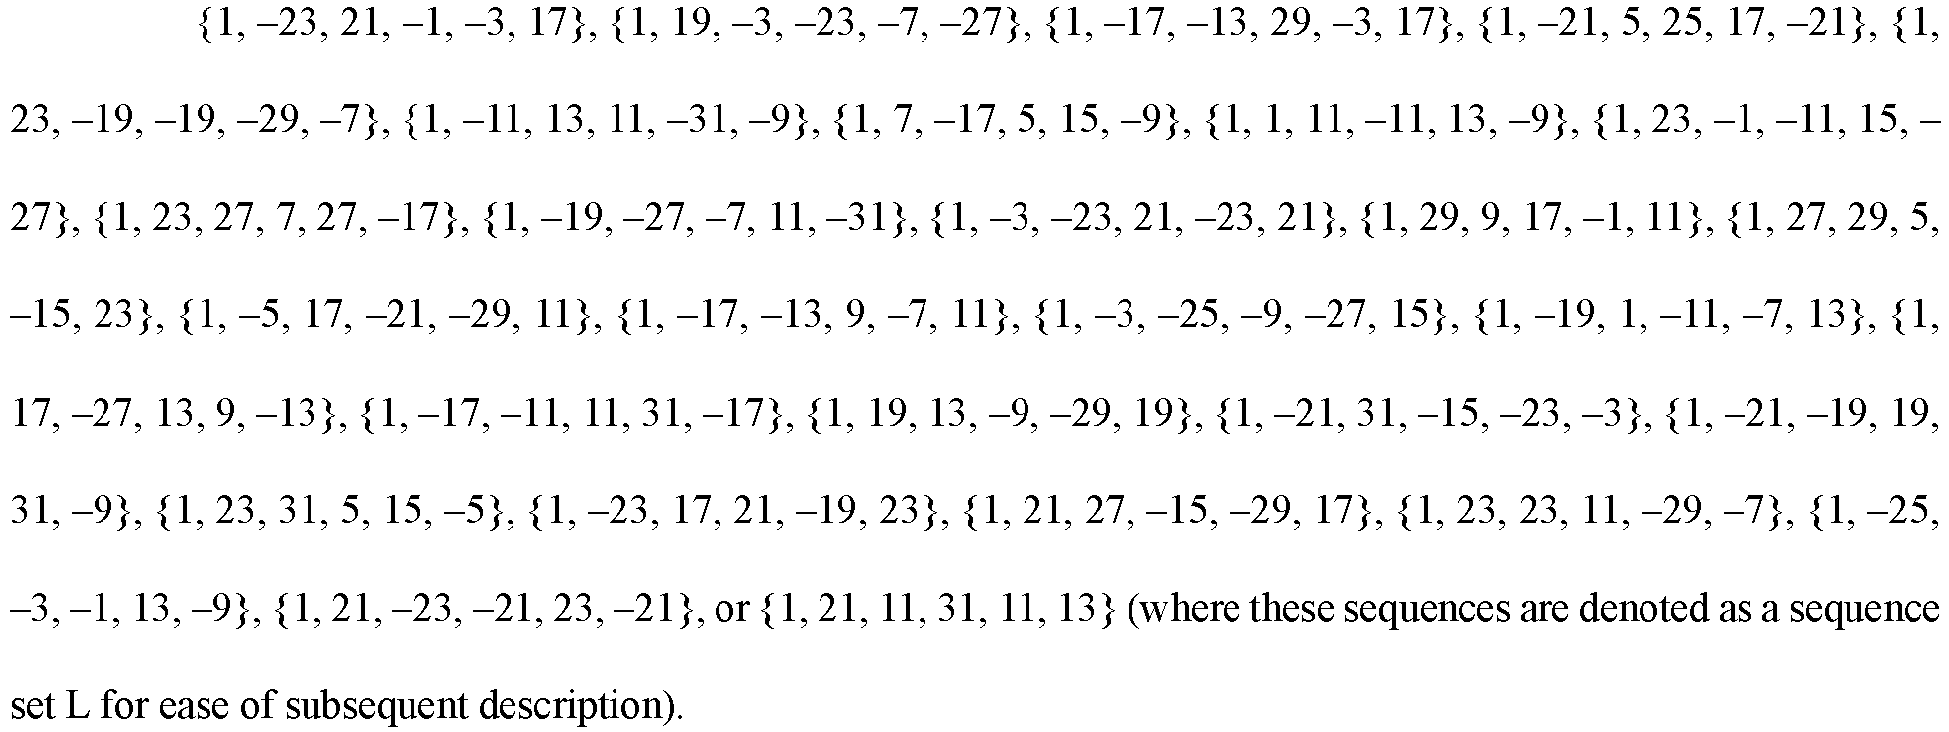 {1, –23, 21, –1, –3, 17}, {1, 19, –3, –23, –7, –27}, {1, –17, –13, 29, –3, 17}, {1, –21, 5, 25, 17, –21}, {1,
23, –19, –19, –29, –7}, {1, –11, 13, 11, –31, –9}, {1, 7, –17, 5, 15, –9}, {1, 1, 11, –11, 13, –9}, {1, 23, –1, –11, 15, –
27}, {1, 23, 27, 7, 27, –17}, {1, –19, –27, –7, 11, –31}, {1, –3, –23, 21, –23, 21}, {1, 29, 9, 17, –1, 11}, {1, 27, 29, 5,
–15, 23}, {1, –5, 17, –21, –29, 11}, {1, –17, –13, 9, –7, 11}, {1, –3, –25, –9, –27, 15}, {1, –19, 1, –11, –7, 13}, {1,
17, –27, 13, 9, –13}, {1, –17, –11, 11, 31, –17}, {1, 19, 13, –9, –29, 19}, {1, –21, 31, –15, –23, –3}, {1, –21, –19, 19,
31, –9}, {1, 23, 31, 5, 15, –5}, {1, –23, 17, 21, –19, 23}, {1, 21, 27, –15, –29, 17}, {1, 23, 23, 11, –29, –7}, {1, –25,
–3, –1, 13, –9}, {1, 21, –23, –21, 23, –21}, or {1, 21, 11, 31, 11, 13} (where these sequences are denoted as a sequence
set L for ease of subsequent description).